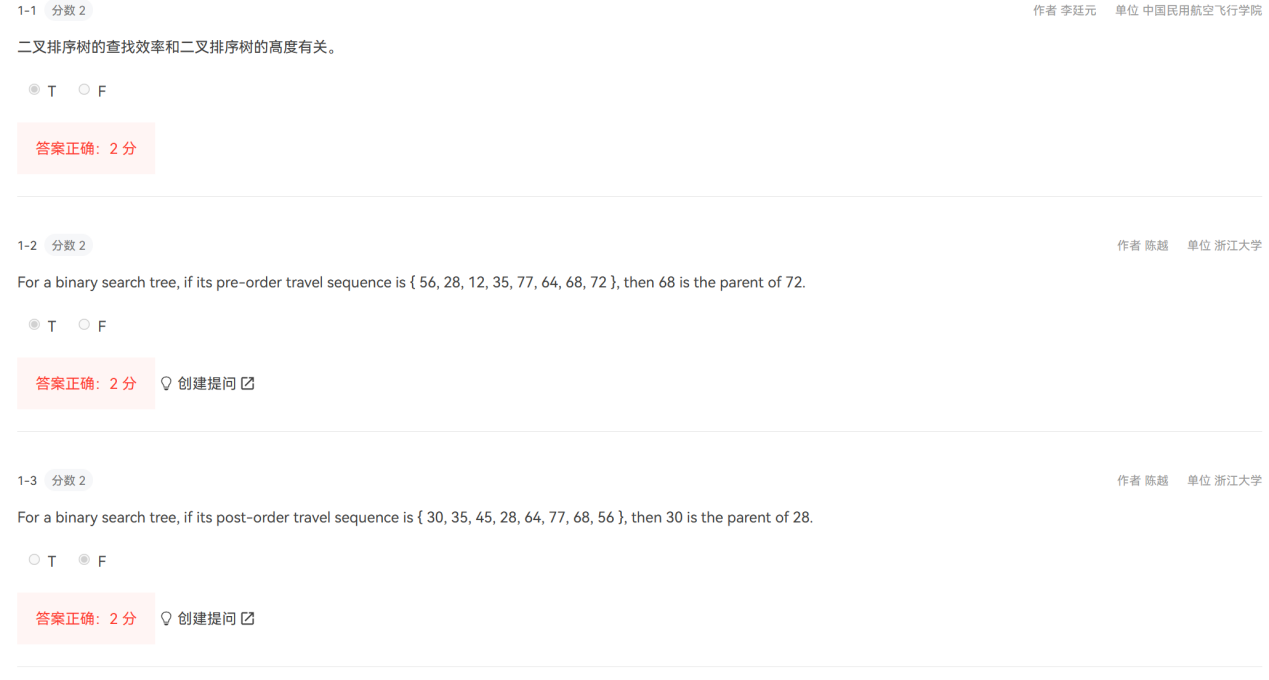 1-1 分数 2 作者 李廷元 单位 中国民用航空飞行学院
二叉排序树的查找效率和二叉排序树的髙度有关。
T F
答案正确：2 分
1-2 分数 2 作者 陈越 单位 浙江大学
For a binary search tree, if its pre-order travel sequence is { 56, 28, 12, 35, 77, 64, 68, 72 }, then 68 is the parent of 72.
T F
答案正确：2 分 创建提问
1-3 分数 2 作者 陈越 单位 浙江大学
For a binary search tree, if its post-order travel sequence is { 30, 35, 45, 28, 64, 77, 68, 56 }, then 30 is the parent of 28.
T F
答案正确：2 分 创建提问